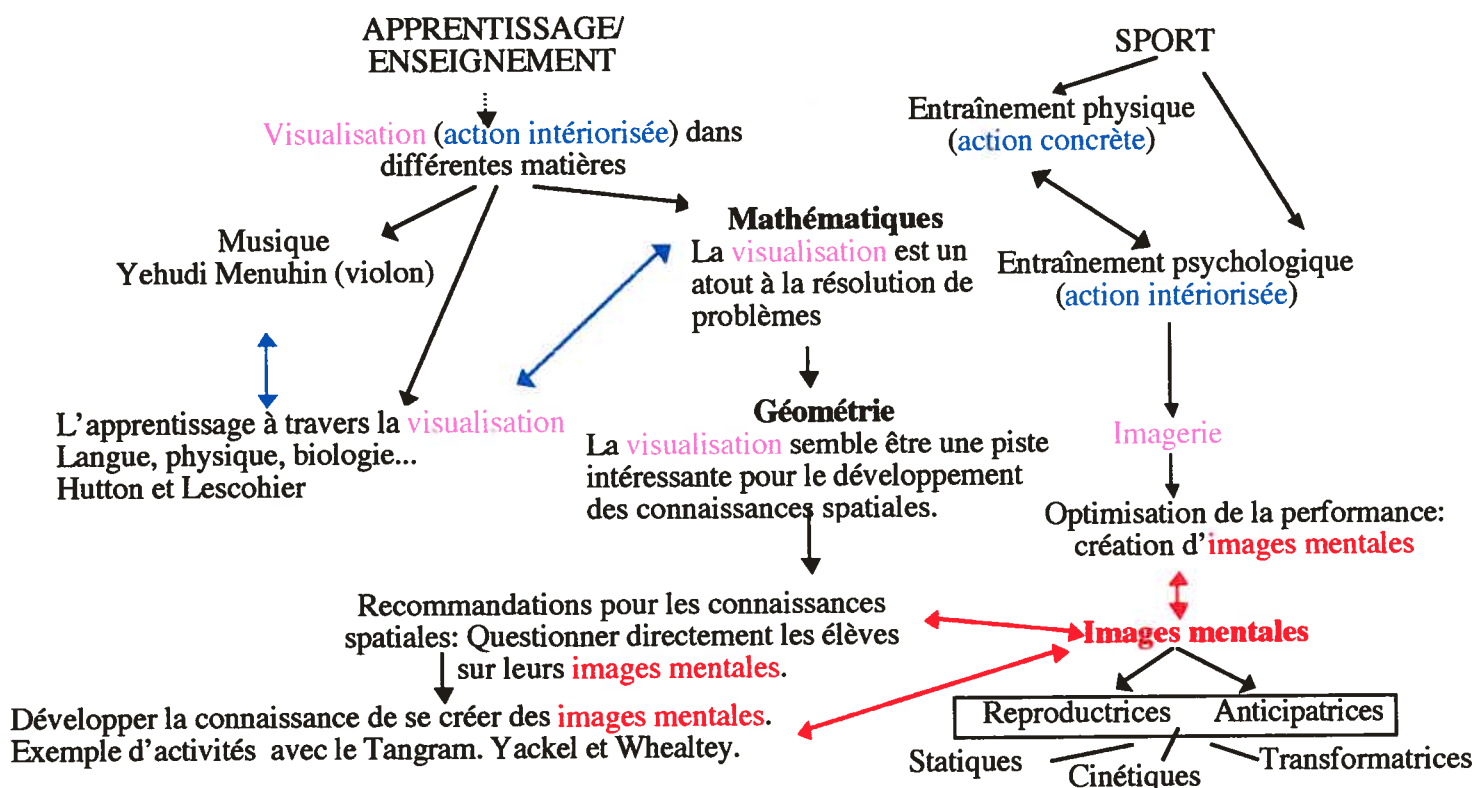 APPRENTISSAGE/
ENSEIGNEMENT
Visualisation (action intériorisée) dans
différentes matières
Musique
Yehudi Menuhin (violon)
L'apprentissage à travers la visualisation
Langue, physique, biologie...
Hutton et Lescohier
Mathématiques
La visualisation est un
atout à la résolution de
problèmes
Géométrie
La visualisation semble être une piste
intéressante pour le développement
des connaissances spatiales.
Recommandations pour les connaissances
spatiales: Questionner directement les élèves
sur leurs images mentales.
Développer la connaissance de se créer des images mentales.
Exemple d'activités avec le Tangram. Yackel et Whealtey.
SPORT
Entraînement physique
(action concrète)
Entraînement psychologique
(action intériorisée)
Imagerie
Optimisation de la performance:
création d'images mentales
Images mentales
Reproductrices Anticipatrices
Statiques Cinétiques Transformatrices